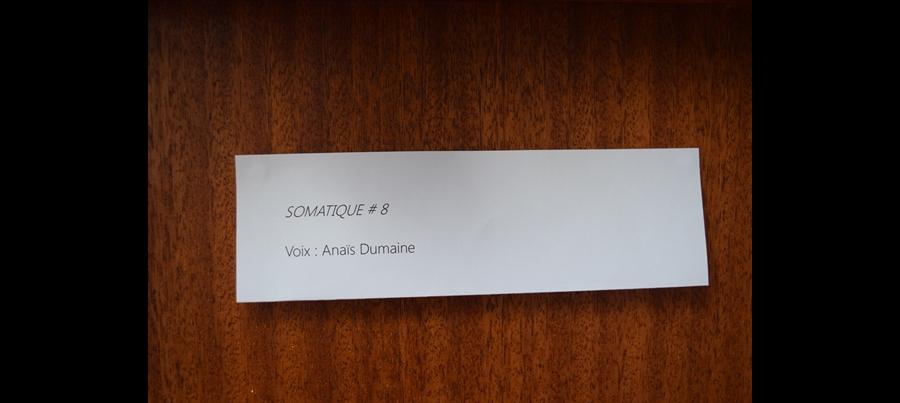 SOMATIQUE # 8
Voix : Anaïs Dumaine